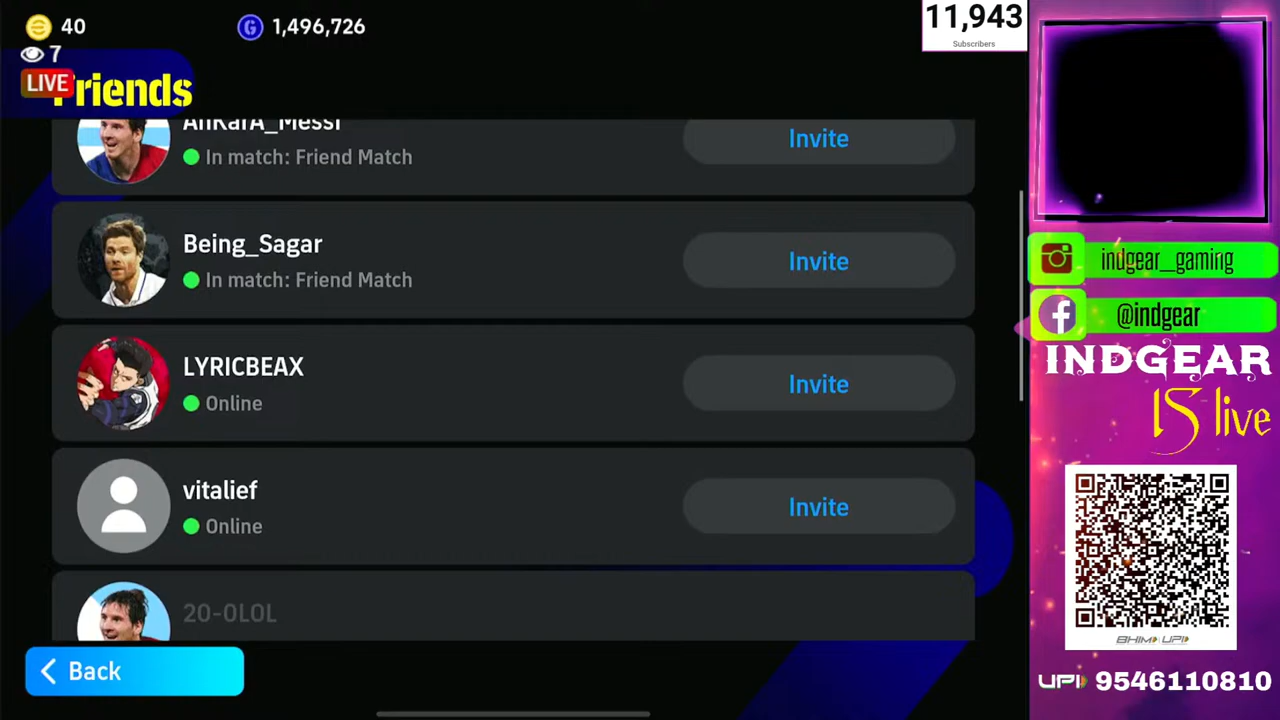 40
1,496,726
7
LIVE
Friends
AnKarA_Messi
In match: Friend Match
Invite
Being_Sagar
In match: Friend Match
Invite
LYRICBEAX
Online
Invite
vitalief
Online
Invite
20-0LOL
Back
11,943
Subscribers
indgear_gaming
@indgear
INDGEAR
IS live
BHIM UPI
UPI 9546110810